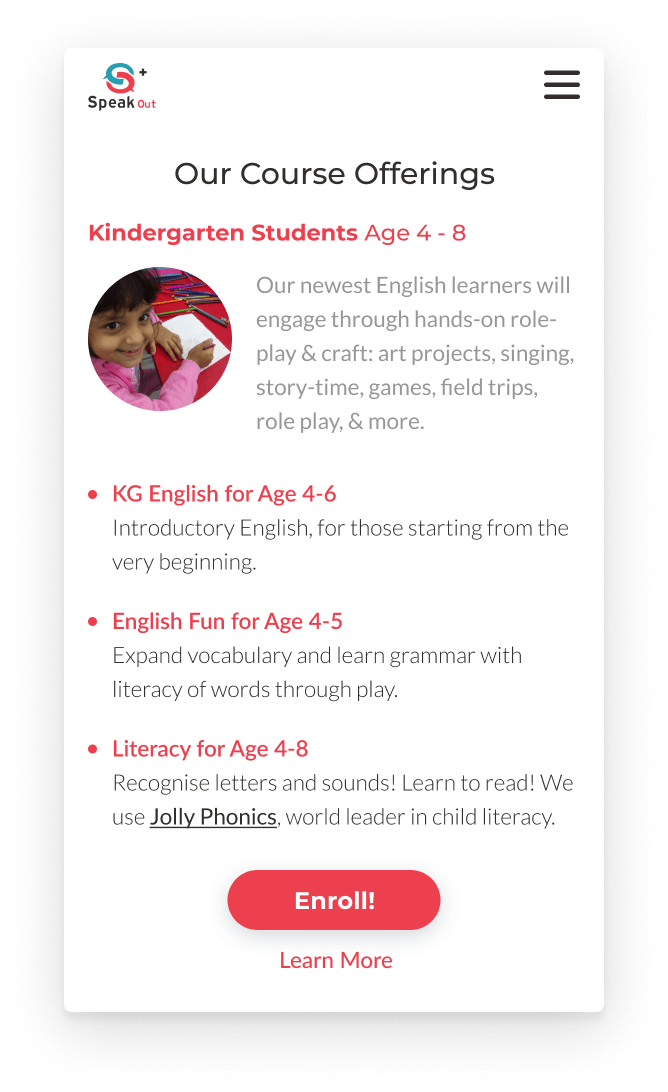 +
Speak Out
Our Course Offerings
Kindergarten Students Age 4 - 8
Our newest English learners will
engage through hands-on role-
play & craft: art projects, singing,
story-time, games, field trips,
role play, & more.
• KG English for Age 4-6
Introductory English, for those starting from the
very beginning.
• English Fun for Age 4-5
Expand vocabulary and learn grammar with
literacy of words through play.
• Literacy for Age 4-8
Recognise letters and sounds! Learn to read! We
use Jolly Phonics, world leader in child literacy.
Enroll!
Learn More